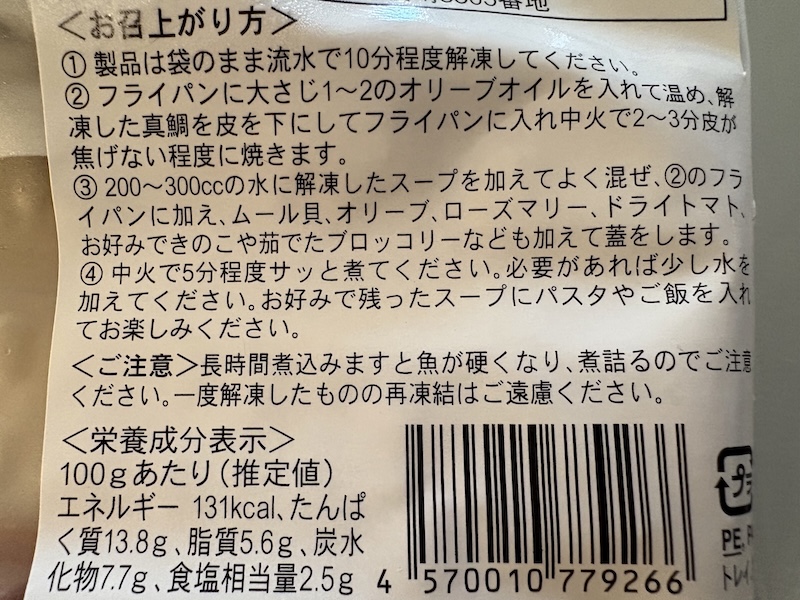 <お召上がり方>
① 製品は袋のまま流水で10分程度解凍してください。
② フライパンに大さじ1〜2のオリーブオイルを入れて温め、解
凍した真鯛を皮を下にしてフライパンに入れ中火で2〜3分皮が
焦げない程度に焼きます。
③ 200〜300ccの水に解凍したスープを加えてよく混ぜ、②のフラ
イパンに加え、ムール貝、オリーブ、ローズマリー、ドライトマト、
お好みできのこや茹でたブロッコリーなども加えて蓋をします。
④ 中火で5分程度サッと煮てください。必要があれば少し水を
加えてください。お好みで残ったスープにパスタやご飯を入れ
てお楽しみください。
<ご注意>長時間煮込みますと魚が硬くなり、煮詰るのでご注意
ください。一度解凍したものの再凍結はご遠慮ください。
<栄養成分表示>
100gあたり(推定値)
エネルギー 131kcal、たんぱ
く質13.8g、脂質5.6g、炭水
化物7.7g、食塩相当量2.5g
4 570010 779266
プラ
PE,
トレイ